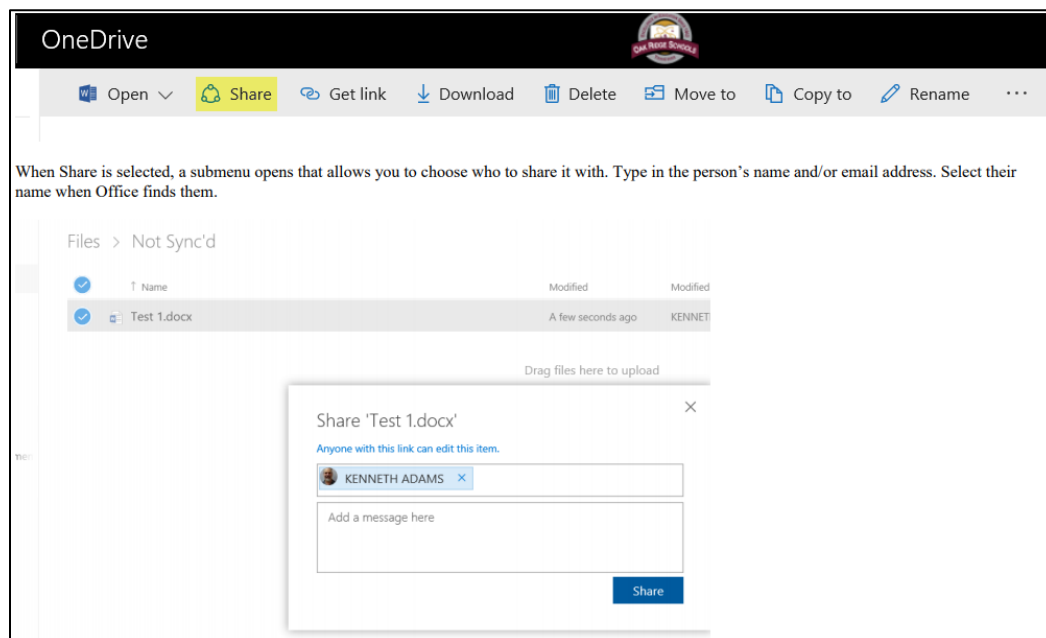 OneDrive
OAK RIDGE SCHOOLS
Open Share Get link Download Delete Move to Copy to Rename ...
When Share is selected, a submenu opens that allows you to choose who to share it with. Type in the person’s name and/or email address. Select their
name when Office finds them.
Files > Not Sync'd
↑ Name Modified Modified
Test 1.docx A few seconds ago KENNET
Drag files here to upload
Share 'Test 1.docx'
Anyone with this link can edit this item.
KENNETH ADAMS ×
Add a message here
Share